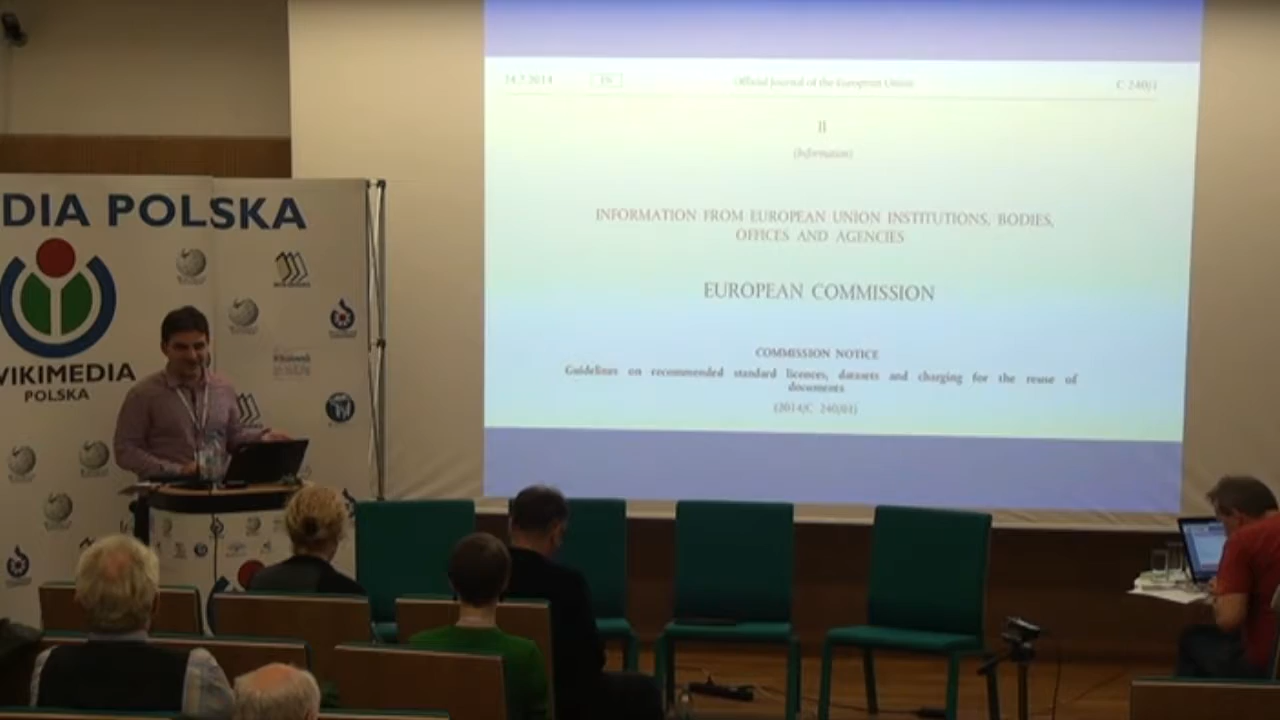 DIA POLSKA
WIKIMEDIA
POLSKA
24.7.2014 EN Official Journal of the European Union C 240/1
II
(Information)
INFORMATION FROM EUROPEAN UNION INSTITUTIONS, BODIES,
OFFICES AND AGENCIES
EUROPEAN COMMISSION
COMMISSION NOTICE
Guidelines on recommended standard licences, datasets and charging for the reuse of
documents
(2014/C 240/01)